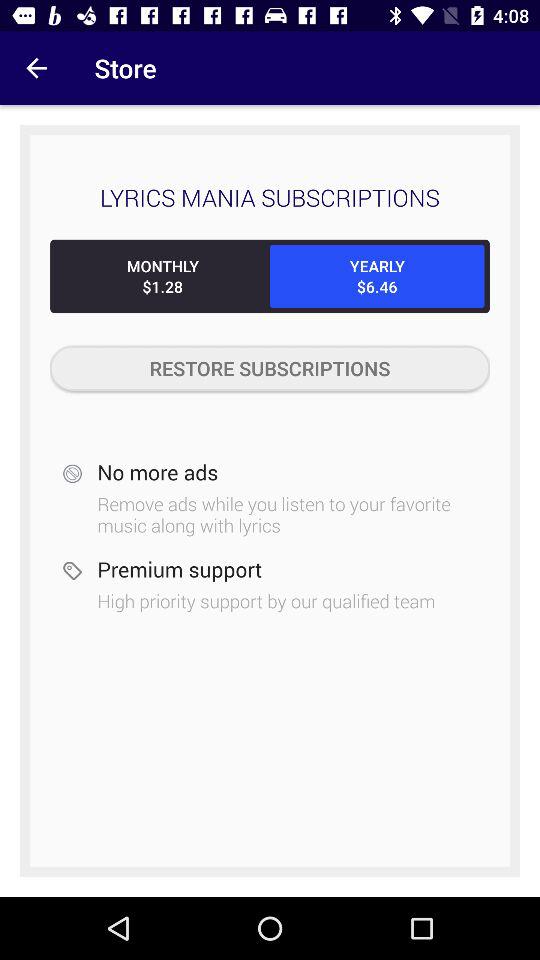 4:08
Store
LYRICS MANIA SUBSCRIPTIONS
MONTHLY
$1.28
YEARLY
$6.46
RESTORE SUBSCRIPTIONS
No more ads
Remove ads while you listen to your favorite
music along with lyrics
Premium support
High priority support by our qualified team